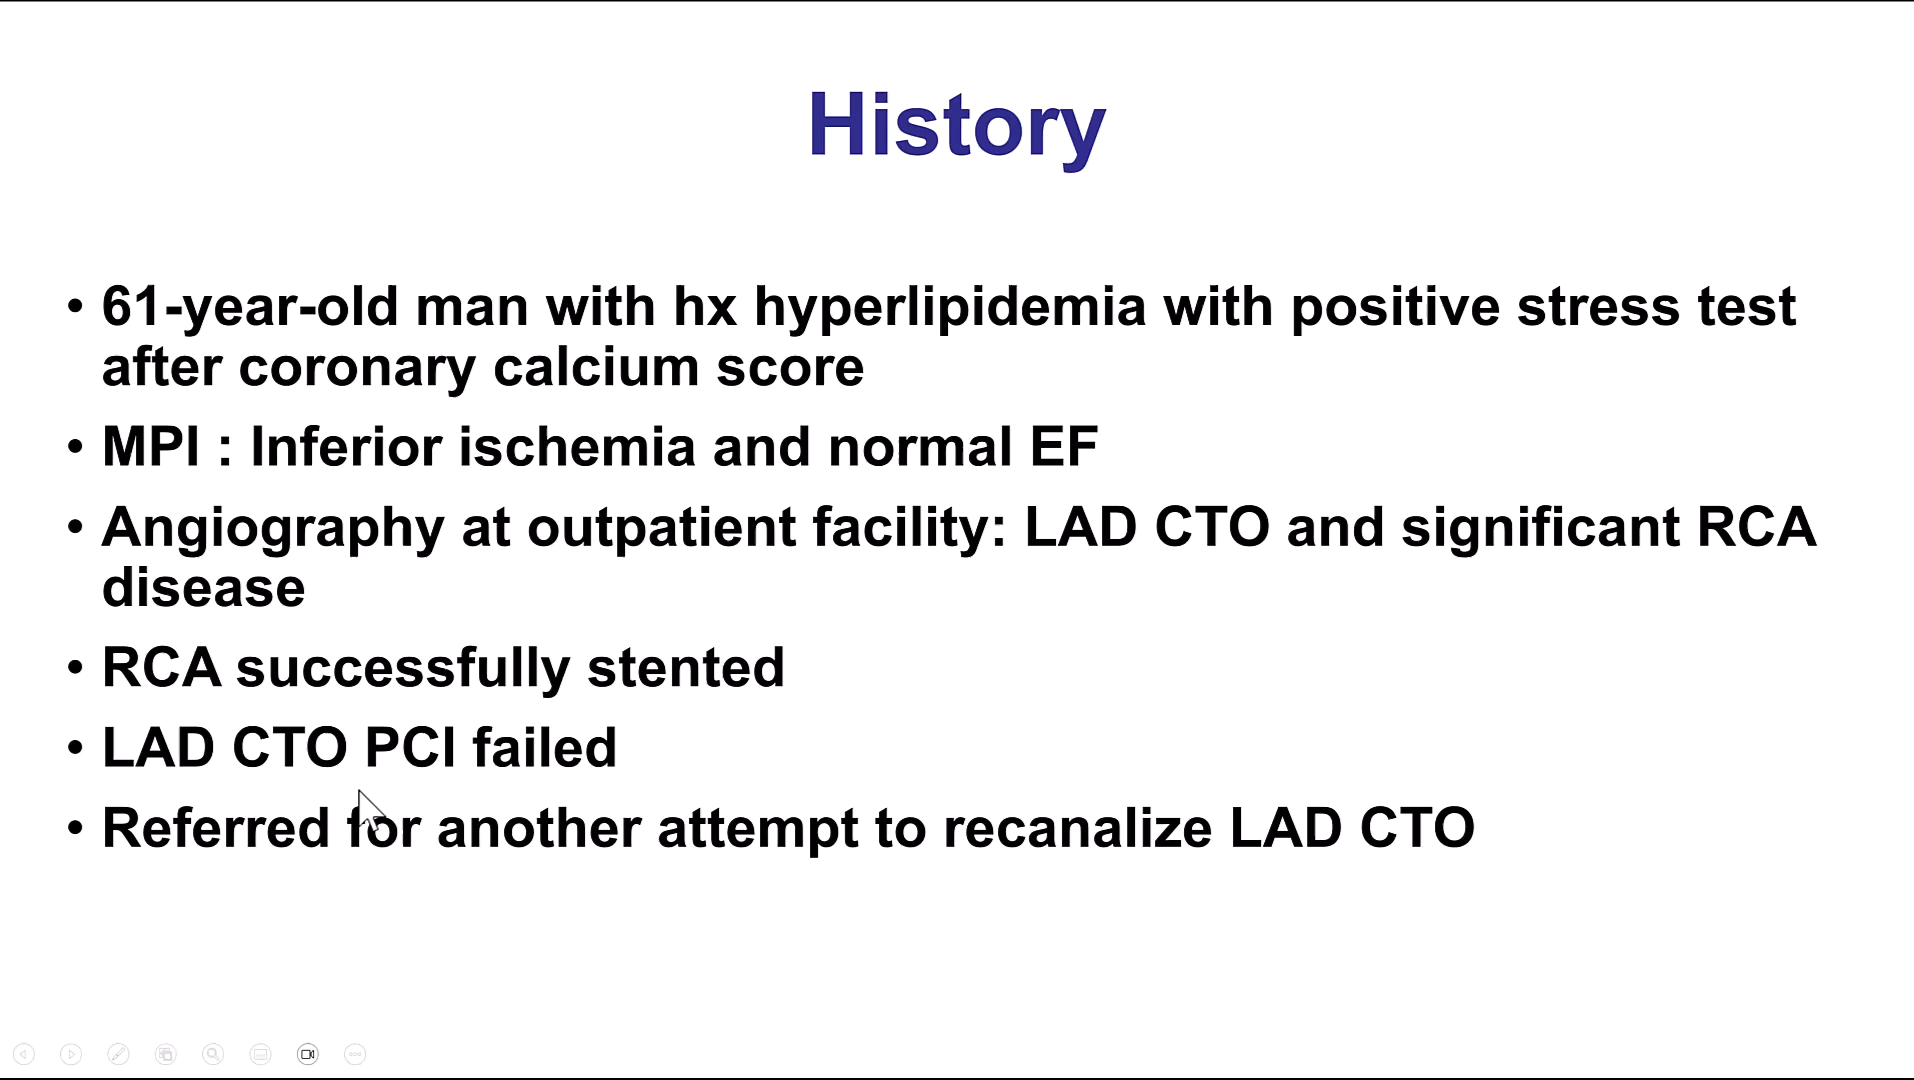 History
• 61-year-old man with hx hyperlipidemia with positive stress test
after coronary calcium score
• MPI : Inferior ischemia and normal EF
• Angiography at outpatient facility: LAD CTO and significant RCA
disease
• RCA successfully stented
• LAD CTO PCI failed
• Referred for another attempt to recanalize LAD CTO